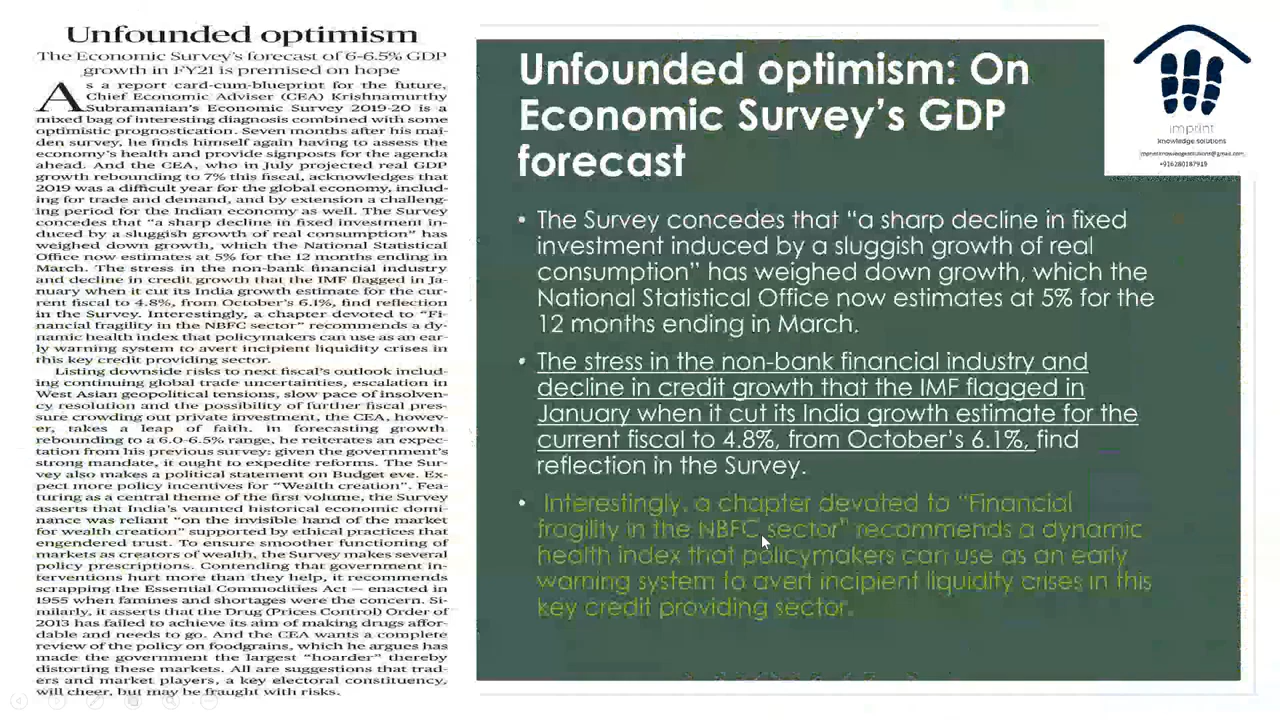 Unfounded optimism
The Economic Survey's forecast of 6-6.5% GDP
growth in FY21 is premised on hope
As a report card-cum-blueprint for the future,
Chief Economic Adviser (CEA) Krishnamurthy
Subramanian's Economic Survey 2019-20 is a
mixed bag of interesting diagnosis combined with some
optimistic prognostication. Seven months after his mai-
den survey, he finds himself again having to assess the
economy's health and provide signposts for the agenda
ahead. And the CEA, who in July projected real GDP
growth rebounding to 7% this fiscal, acknowledges that
2019 was a difficult year for the global economy, includ-
ing for trade and demand, and by extension a challeng-
ing period for the Indian economy as well. The Survey
concedes that "a sharp decline in fixed investment in-
duced by a sluggish growth of real consumption" has
weighed down growth, which the National Statistical
Office now estimates at 5% for the 12 months ending in
March. The stress in the non-bank financial industry
and decline in credit growth that the IMF flagged in Ja-
nuary when it cut its India growth estimate for the cur-
rent fiscal to 4.8%, from October's 6.1%, find reflection
in the Survey. Interestingly, a chapter devoted to "Fi-
nancial fragility in the NBFC sector" recommends a dy-
namic health index that policymakers can use as an ear-
ly warning system to avert incipient liquidity crises in
this key credit providing sector.
Listing downside risks to next fiscal's outlook includ-
ing continuing global trade uncertainties, escalation in
West Asian geopolitical tensions, slow pace of insolven-
cy resolution and the possibility of further fiscal pres-
sure crowding out private investment, the CEA, howev-
er, takes a leap of faith. In forecasting growth
rebounding to a 6.0-6.5% range, he reiterates an expec-
tation from his previous survey: given the government's
strong mandate, it ought to expedite reforms. The Sur-
vey also makes a political statement on Budget eve. Ex-
pect more policy incentives for "Wealth creation". Fea-
turing as a central theme of the first volume, the Survey
asserts that India's vaunted historical economic domi-
nance was reliant "on the invisible hand of the market
for wealth creation" supported by ethical practices that
engendered trust. To ensure smoother functioning of
markets as creators of wealth, the Survey makes several
policy prescriptions. Contending that government in-
terventions hurt more than they help, it recommends
scrapping the Essential Commodities Act — enacted in
1955 when famines and shortages were the concern. Si-
milarly, it asserts that the Drug (Prices Control) Order of
2013 has failed to achieve its aim of making drugs affor-
dable and needs to go. And the CEA wants a complete
review of the policy on foodgrains, which he argues has
made the government the largest "hoarder" thereby
distorting these markets. All are suggestions that trad-
ers and market players, a key electoral constituency,
will cheer, but may be fraught with risks.
Unfounded optimism: On
Economic Survey's GDP
forecast
• The Survey concedes that "a sharp decline in fixed
investment induced by a sluggish growth of real
consumption" has weighed down growth, which the
National Statistical Office now estimates at 5% for the
12 months ending in March.
• The stress in the non-bank financial industry and
decline in credit growth that the IMF flagged in
January when it cut its India growth estimate for the
current fiscal to 4.8%, from October's 6.1%, find
reflection in the Survey.
• Interestingly, a chapter devoted to "Financial
fragility in the NBFC sector" recommends a dynamic
health index that policymakers can use as an early
warning system to avert incipient liquidity crises in this
key credit providing sector.
imprint
knowledge solutions
imprintknowledgesolutions@gmail.com,
+916280187919